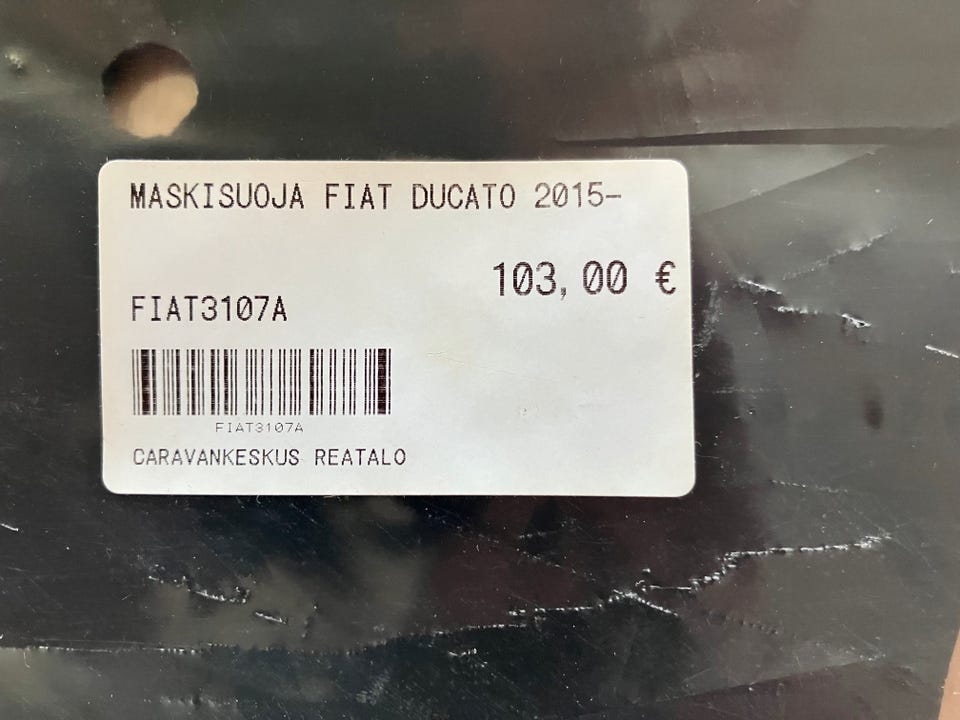 MASKISUOJA FIAT DUCATO 2015-
103,00 €
FIAT3107A
FIAT3107A
CARAVANKESKUS REATALO